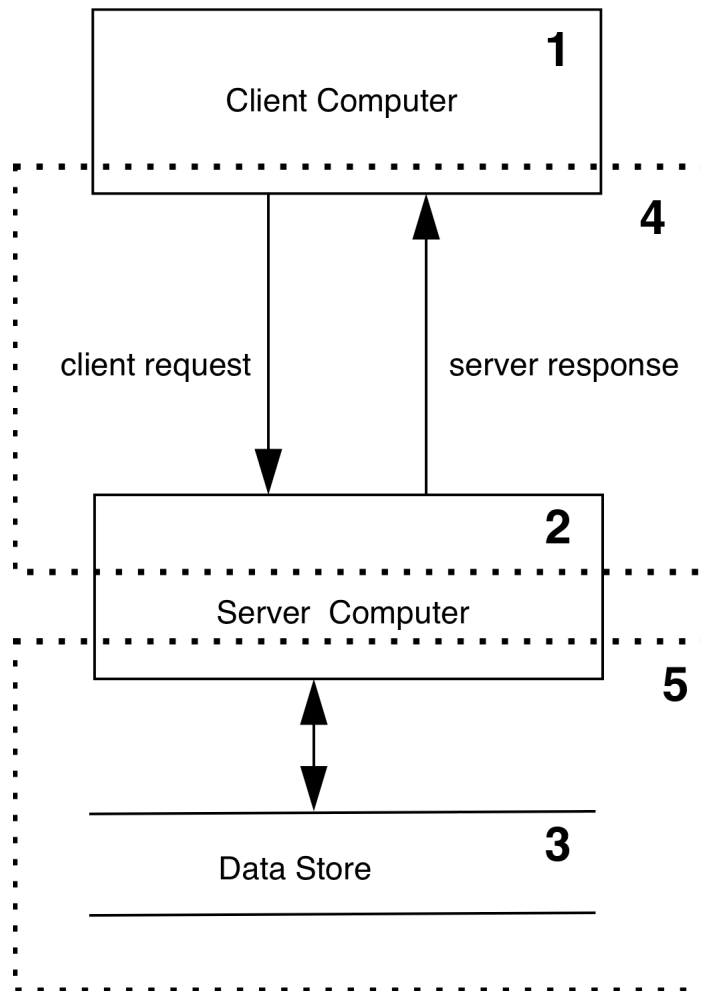 1
Client Computer
4
client request
server response
2
Server Computer
5
3
Data Store